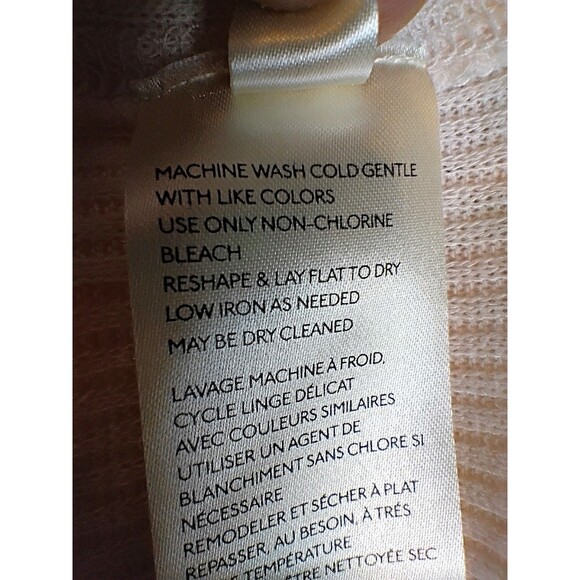 MACHINE WASH COLD GENTLE
WITH LIKE COLORS
USE ONLY NON-CHLORINE
BLEACH
RESHAPE & LAY FLAT TO DRY
LOW IRON AS NEEDED
MAY BE DRY CLEANED
LAVAGE MACHINE À FROID,
CYCLE LINGE DÉLICAT
AVEC COULEURS SIMILAIRES
UTILISER UN AGENT DE
BLANCHIMENT SANS CHLORE SI
NÉCESSAIRE
REMODELER ET SÉCHER À PLAT
REPASSER, AU BESOIN, À TRÉS
TEMPÉRATURE
NETTOYÉE SEC